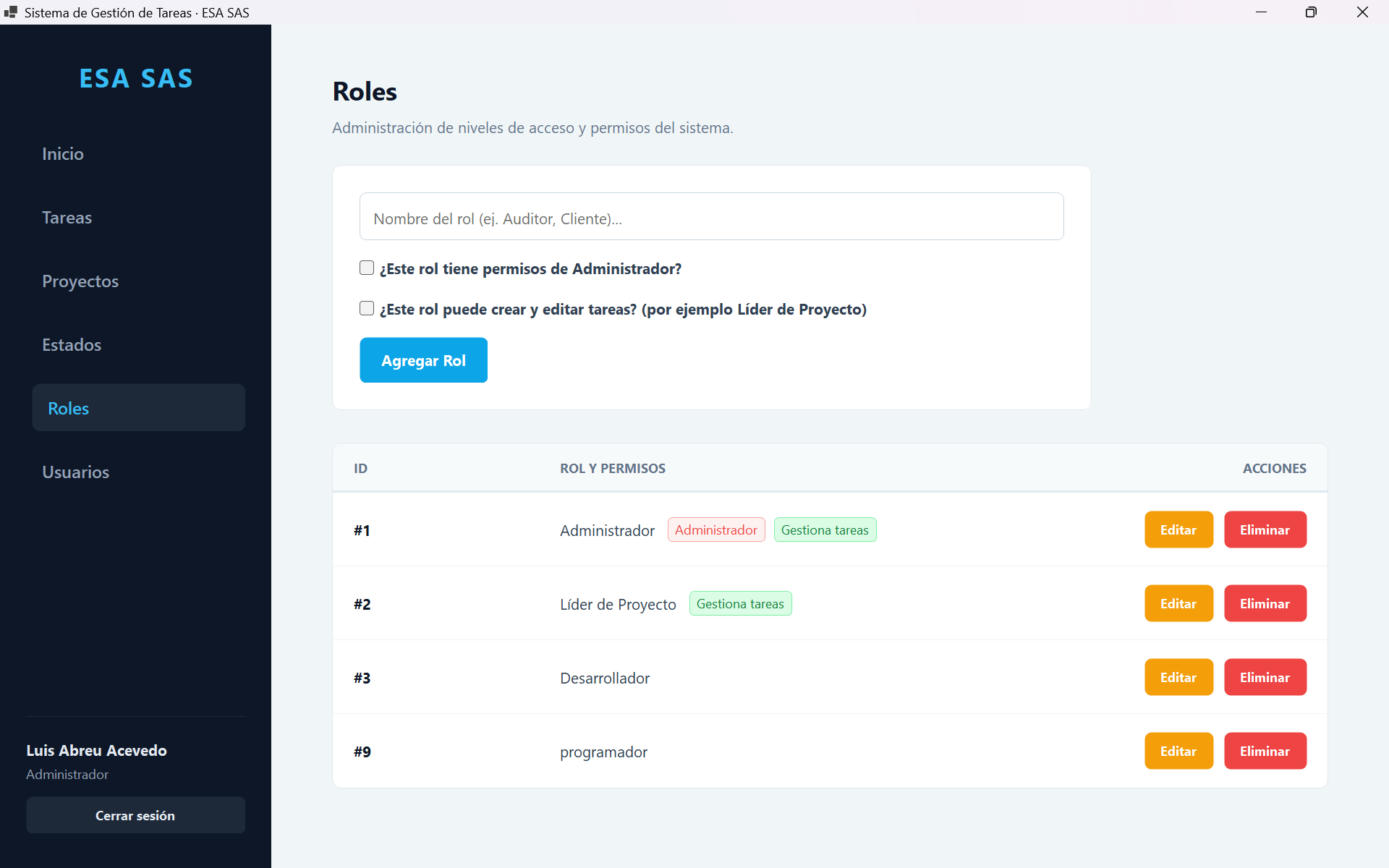 Sistema de Gestión de Tareas · ESA SAS
ESA SAS
Inicio
Tareas
Proyectos
Estados
Roles
Usuarios
Luis Abreu Acevedo
Administrador
Cerrar sesión
Roles
Administración de niveles de acceso y permisos del sistema.
Nombre del rol (ej. Auditor, Cliente)...
¿Este rol tiene permisos de Administrador?
¿Este rol puede crear y editar tareas? (por ejemplo Líder de Proyecto)
Agregar Rol
ID ROL Y PERMISOS ACCIONES
#1 Administrador Administrador Gestiona tareas Editar Eliminar
#2 Líder de Proyecto Gestiona tareas Editar Eliminar
#3 Desarrollador Editar Eliminar
#9 programador Editar Eliminar